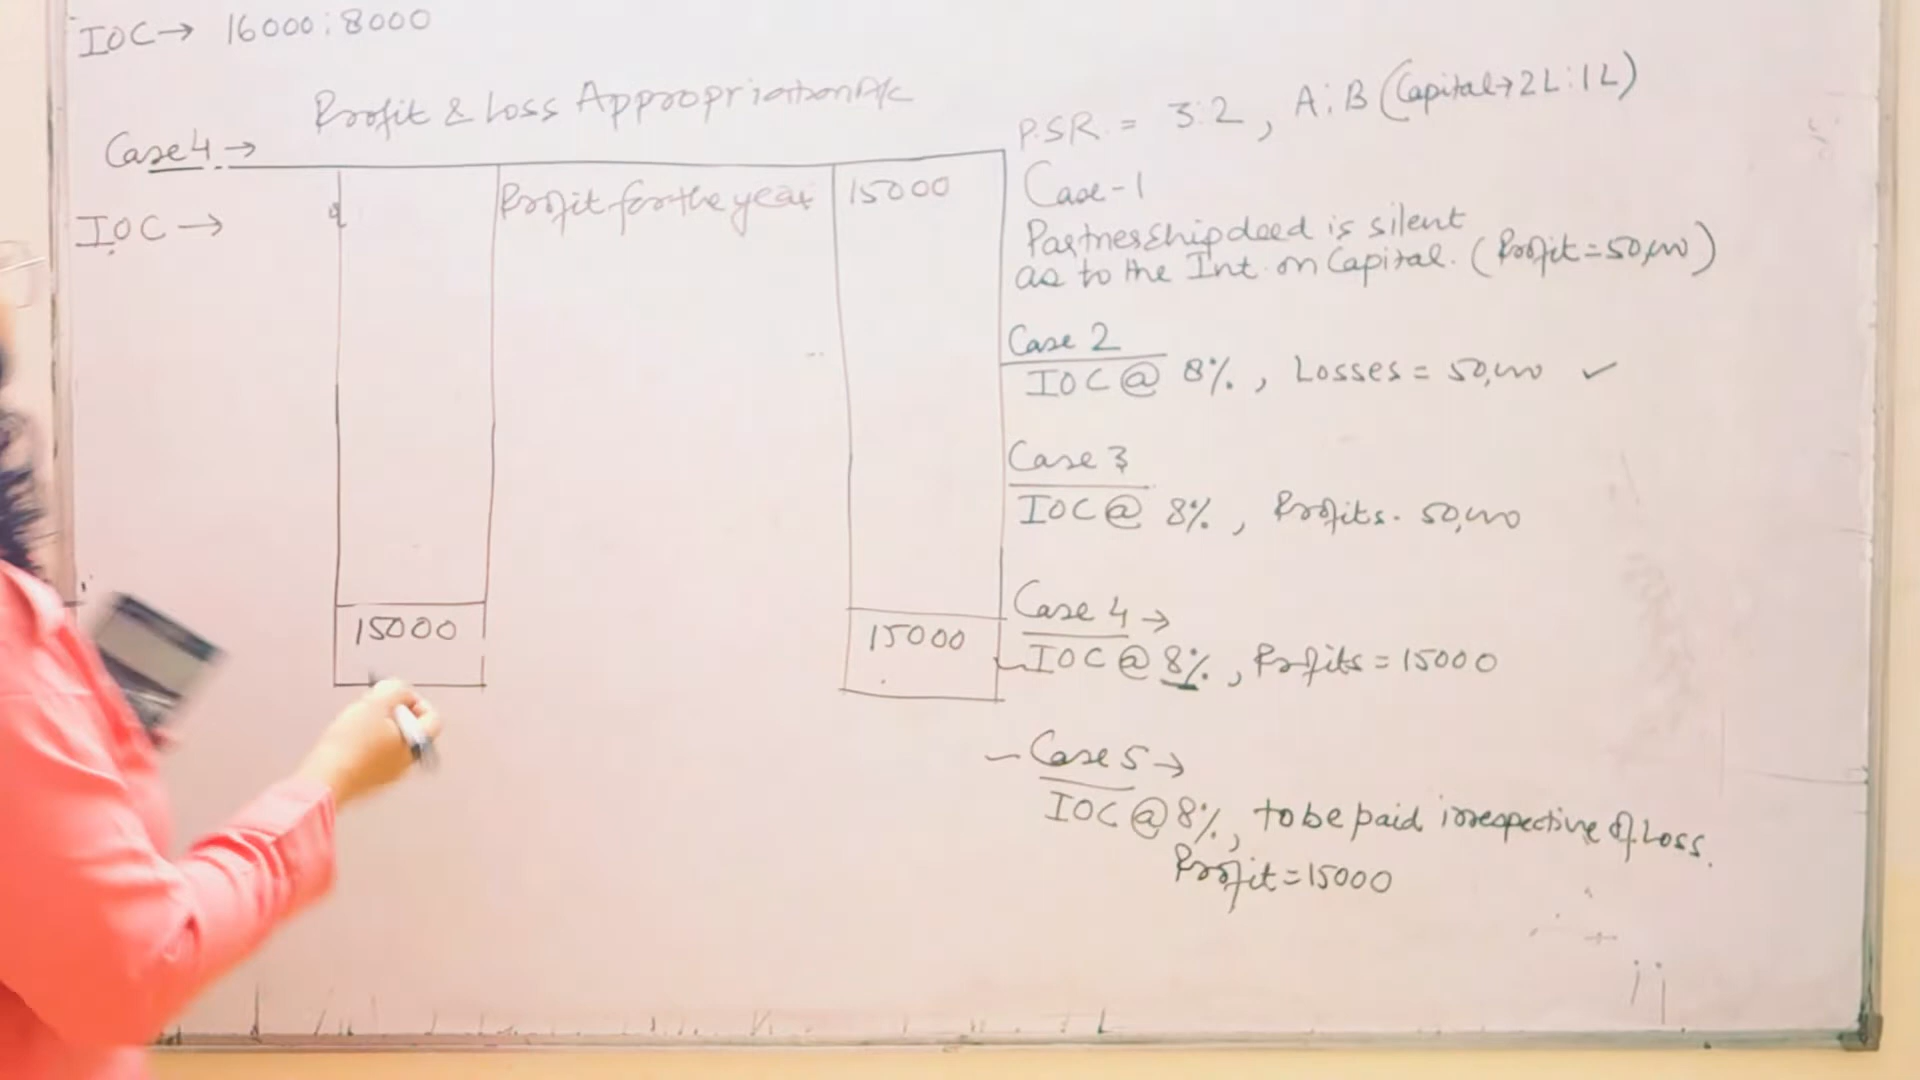 IOC → 16000 : 8000
Profit & Loss Appropriation A/c
Case 4 →
IOC →
Profit for the year 15000
15000 15000
P.S.R. = 3:2, A:B (Capital → 2L:1L)
Case-1
Partnership deed is silent
as to the Int. on Capital. (Profit = 50,000)
Case 2
IOC @ 8%, Losses = 50,000 ✓
Case 3
IOC @ 8%, Profits. 50,000
Case 4 →
IOC @ 8%, Profits = 15000
Case 5 →
IOC @ 8%, to be paid irrespective of Loss.
Profit = 15000